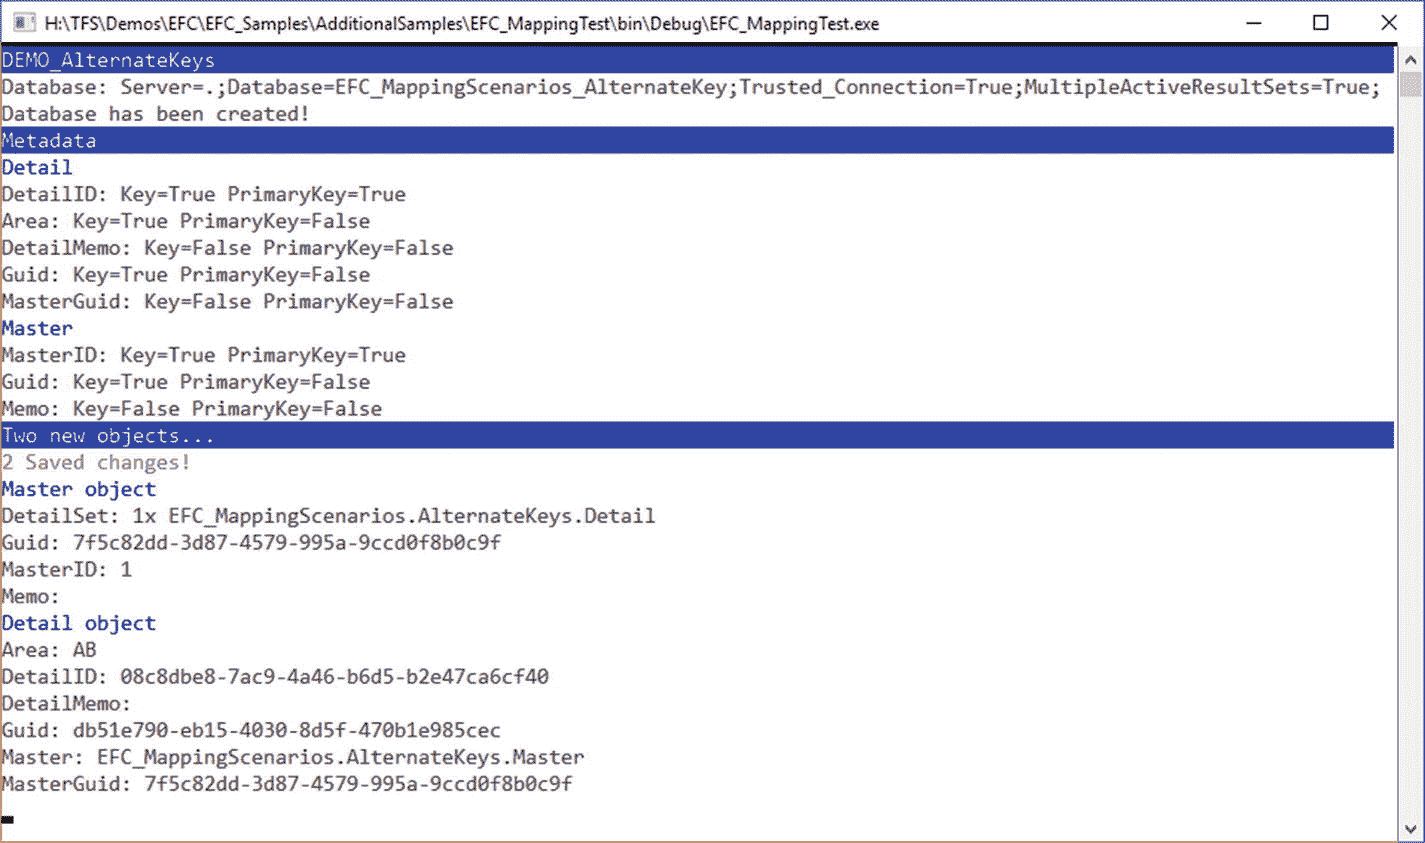 H:\TFS\Demos\EFC\EFC_Samples\AdditionalSamples\EFC_MappingTest\bin\Debug\EFC_MappingTest.exe
DEMO_AlternateKeys
Database: Server=.;Database=EFC_MappingScenarios_AlternateKey;Trusted_Connection=True;MultipleActiveResultSets=True;
Database has been created!
Metadata
Detail
DetailID: Key=True PrimaryKey=True
Area: Key=True PrimaryKey=False
DetailMemo: Key=False PrimaryKey=False
Guid: Key=True PrimaryKey=False
MasterGuid: Key=False PrimaryKey=False
Master
MasterID: Key=True PrimaryKey=True
Guid: Key=True PrimaryKey=False
Memo: Key=False PrimaryKey=False
Two new objects...
2 Saved changes!
Master object
DetailSet: 1x EFC_MappingScenarios.AlternateKeys.Detail
Guid: 7f5c82dd-3d87-4579-995a-9ccd0f8b0c9f
MasterID: 1
Memo:
Detail object
Area: AB
DetailID: 08c8dbe8-7ac9-4a46-b6d5-b2e47ca6cf40
DetailMemo:
Guid: db51e790-eb15-4030-8d5f-470b1e985cec
Master: EFC_MappingScenarios.AlternateKeys.Master
MasterGuid: 7f5c82dd-3d87-4579-995a-9ccd0f8b0c9f